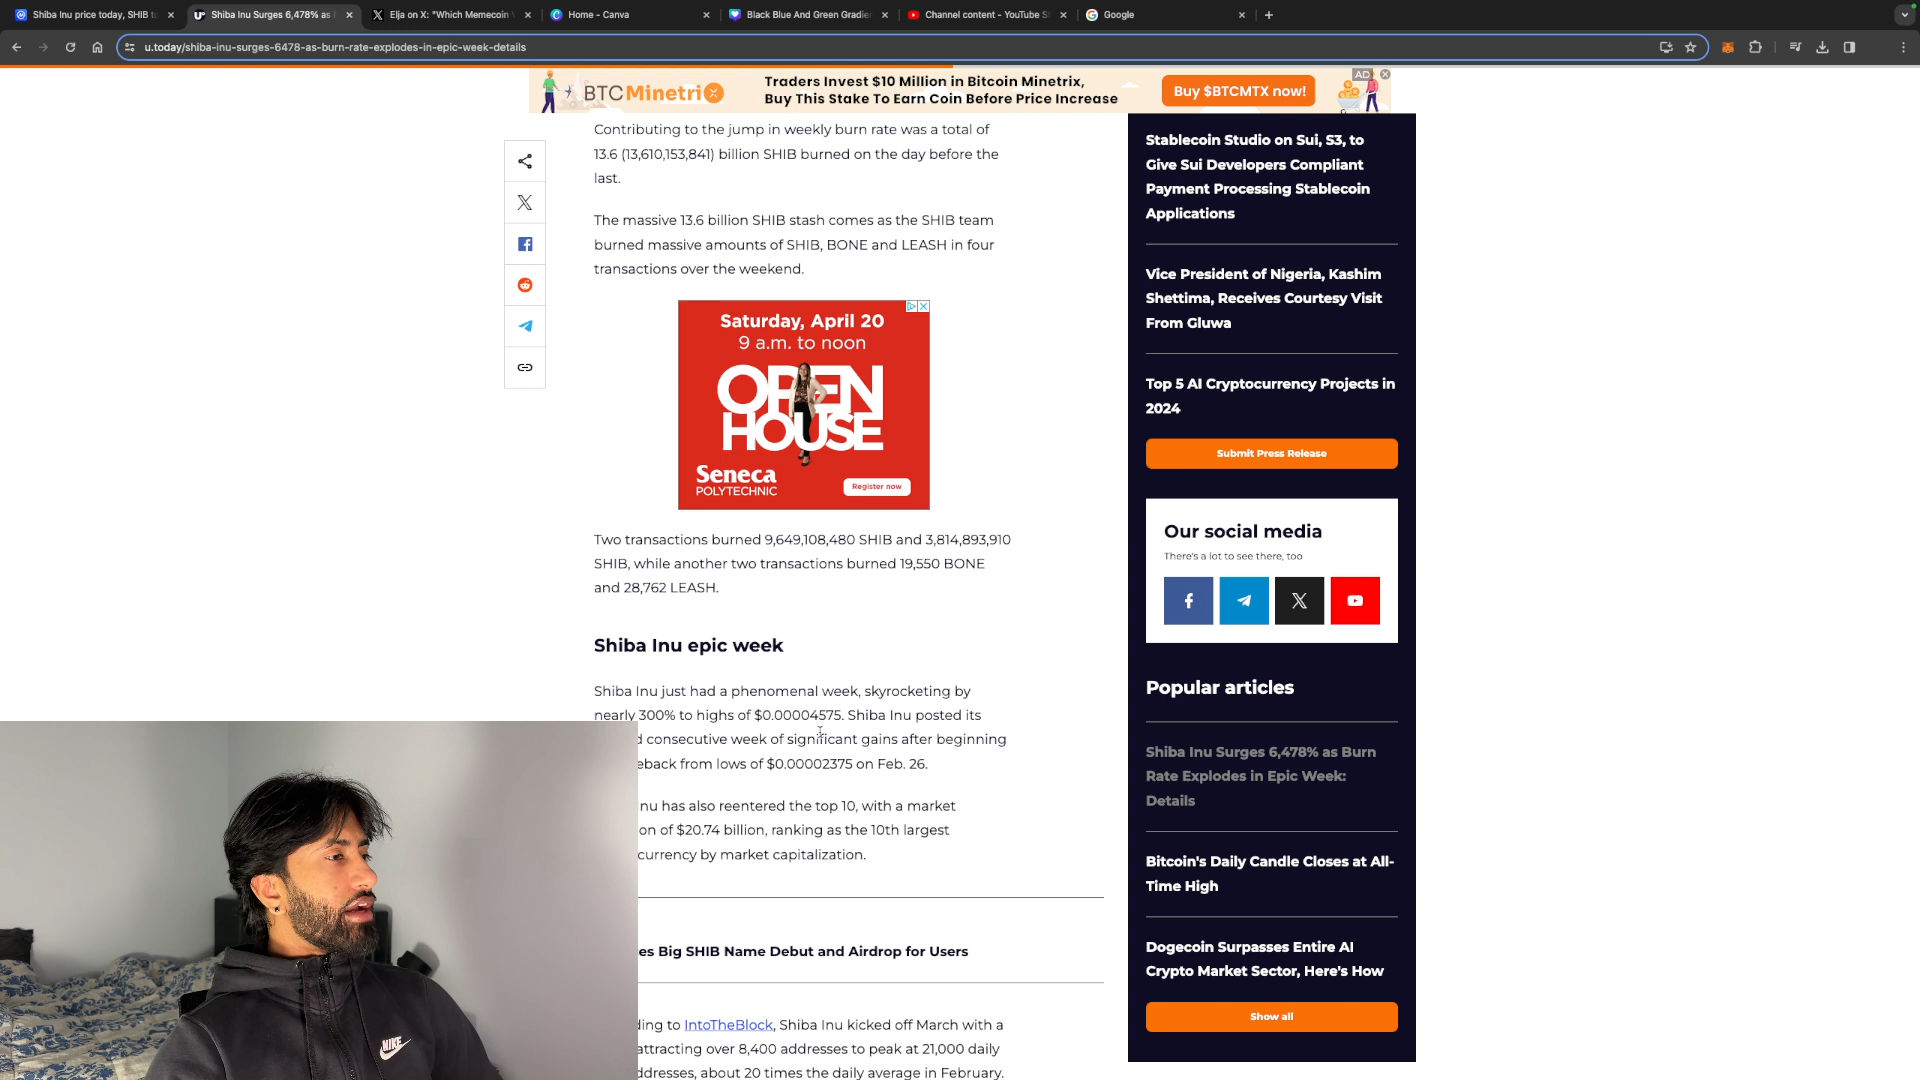 Shiba Inu price today, SHIB to
Shiba Inu Surges 6,478% as
Elja on X: "Which Memecoin
Home - Canva
Black Blue And Green Gradie
Channel content - YouTube S
Google
u.today/shiba-inu-surges-6478-as-burn-rate-explodes-in-epic-week-details
BTC Minetrix
Traders Invest $10 Million in Bitcoin Minetrix,
Buy This Stake To Earn Coin Before Price Increase
Buy $BTCMTX now!
AD
Contributing to the jump in weekly burn rate was a total of
13.6 (13,610,153,841) billion SHIB burned on the day before the
last.
The massive 13.6 billion SHIB stash comes as the SHIB team
burned massive amounts of SHIB, BONE and LEASH in four
transactions over the weekend.
Saturday, April 20
9 a.m. to noon
OPEN
HOUSE
Seneca
POLYTECHNIC
Register now
Two transactions burned 9,649,108,480 SHIB and 3,814,893,910
SHIB, while another two transactions burned 19,550 BONE
and 28,762 LEASH.
Shiba Inu epic week
Shiba Inu just had a phenomenal week, skyrocketing by
nearly 300% to highs of $0.00004575. Shiba Inu posted its
consecutive week of significant gains after beginning
eback from lows of $0.00002375 on Feb. 26.
nu has also reentered the top 10, with a market
on of $20.74 billion, ranking as the 10th largest
currency by market capitalization.
es Big SHIB Name Debut and Airdrop for Users
ding to IntoTheBlock, Shiba Inu kicked off March with a
attracting over 8,400 addresses to peak at 21,000 daily
ddresses, about 20 times the daily average in February.
NIKE
Stablecoin Studio on Sui, S3, to
Give Sui Developers Compliant
Payment Processing Stablecoin
Applications
Vice President of Nigeria, Kashim
Shettima, Receives Courtesy Visit
From Gluwa
Top 5 AI Cryptocurrency Projects in
2024
Submit Press Release
Our social media
There's a lot to see there, too
Popular articles
Shiba Inu Surges 6,478% as Burn
Rate Explodes in Epic Week:
Details
Bitcoin's Daily Candle Closes at All-
Time High
Dogecoin Surpasses Entire AI
Crypto Market Sector, Here's How
Show all